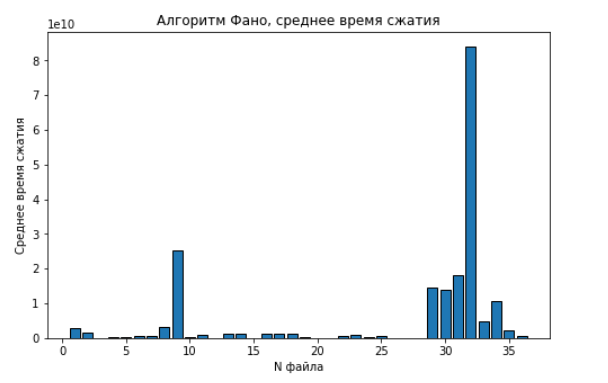 Алгоритм Фано, среднее время сжатия
1e10
8
7
6
5
4
3
2
1
0
Среднее время сжатия
0 5 10 15 20 25 30 35
N файла